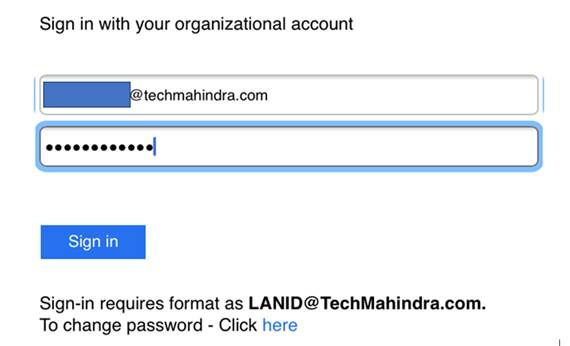 Sign in with your organizational account
@techmahindra.com
••••••••••••
Sign in
Sign-in requires format as LANID@TechMahindra.com.
To change password - Click here